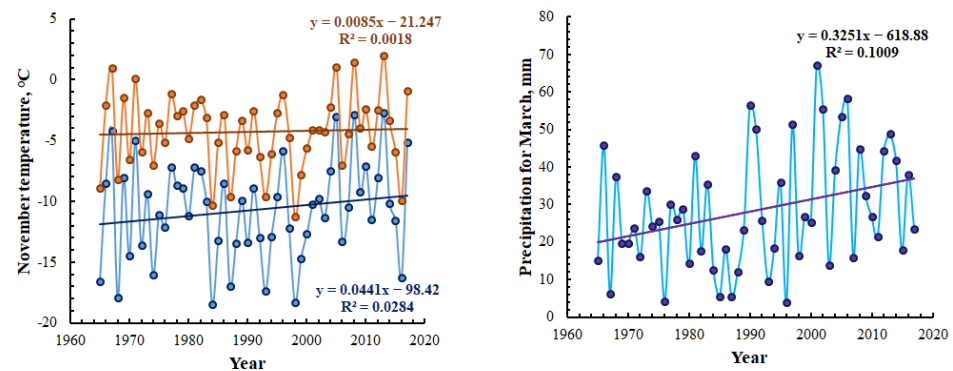 y = 0.0085x − 21.247
R² = 0.0018
5
0
-5
-10
-15
-20
November temperature, °C
y = 0.0441x − 98.42
R² = 0.0284
1960
1970
1980
1990
2000
2010
2020
Year
y = 0.3251x − 618.88
R² = 0.1009
80
70
60
50
40
30
20
10
0
Precipitation for March, mm
1960
1970
1980
1990
2000
2010
2020
Year